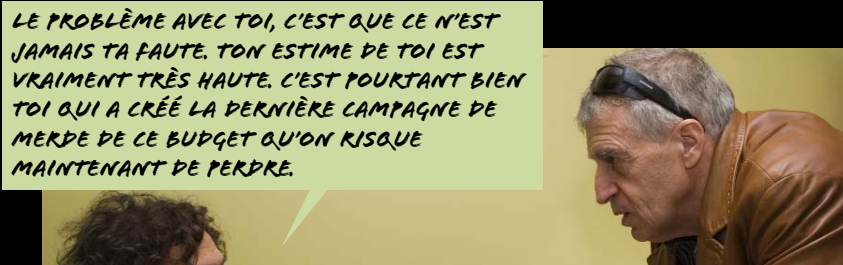 LE PROBLÈME AVEC TOI, C'EST QUE CE N'EST
JAMAIS TA FAUTE. TON ESTIME DE TOI EST
VRAIMENT TRÈS HAUTE. C'EST POURTANT BIEN
TOI QUI A CRÉÉ LA DERNIÈRE CAMPAGNE DE
MERDE DE CE BUDGET QU'ON RISQUE
MAINTENANT DE PERDRE.